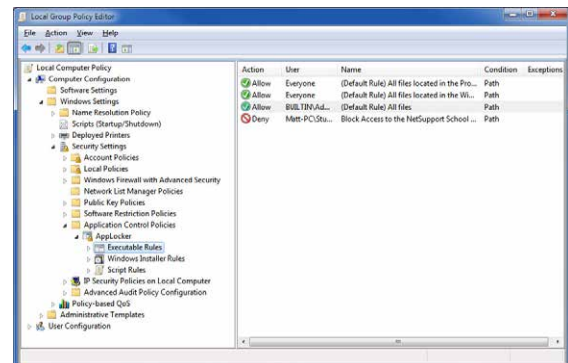 Local Group Policy Editor
File Action View Help
Local Computer Policy
Computer Configuration
Software Settings
Windows Settings
Name Resolution Policy
Scripts (Startup/Shutdown)
Deployed Printers
Security Settings
Account Policies
Local Policies
Windows Firewall with Advanced Security
Network List Manager Policies
Public Key Policies
Software Restriction Policies
Application Control Policies
AppLocker
Executable Rules
Windows Installer Rules
Script Rules
IP Security Policies on Local Computer
Advanced Audit Policy Configuration
Policy-based QoS
Administrative Templates
User Configuration
Action User Name Condition Exceptions
Allow Everyone (Default Rule) All files located in the Pro... Path
Allow Everyone (Default Rule) All files located in the Wi... Path
Allow BUILTIN\Ad... (Default Rule) All files Path
Deny Matt-PC\Stu... Block Access to the NetSupport School ... Path